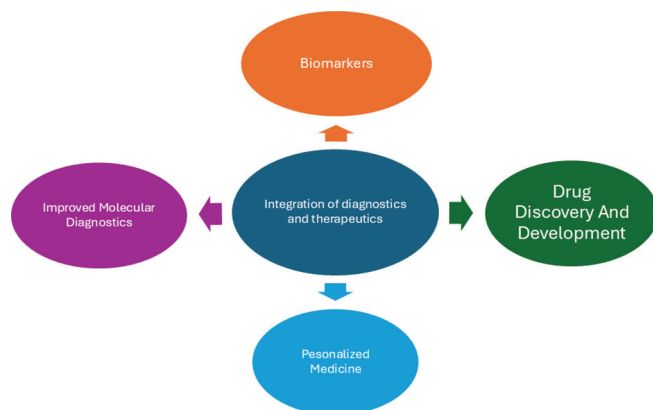 Biomarkers
Improved Molecular
Diagnostics
Integration of diagnostics
and therapeutics
Drug
Discovery And
Development
Pesonalized
Medicine